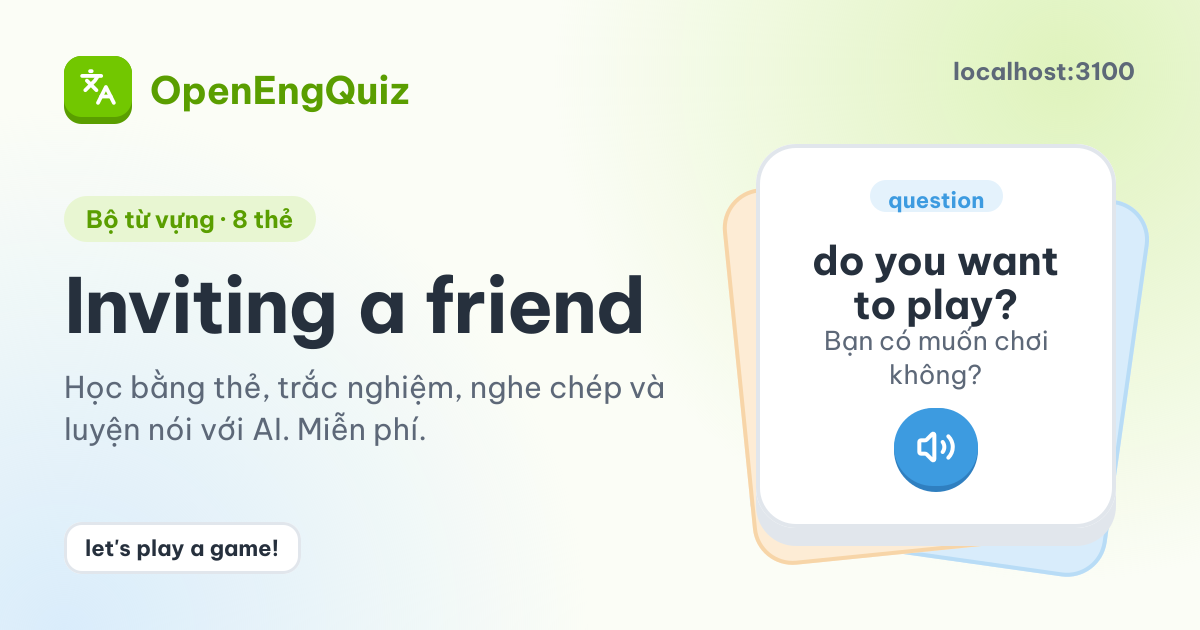 OpenEngQuiz
localhost:3100
Bộ từ vựng · 8 thẻ
Inviting a friend
Học bằng thẻ, trắc nghiệm, nghe chép và
luyện nói với AI. Miễn phí.
let's play a game!
question
do you want
to play?
Bạn có muốn chơi
không?